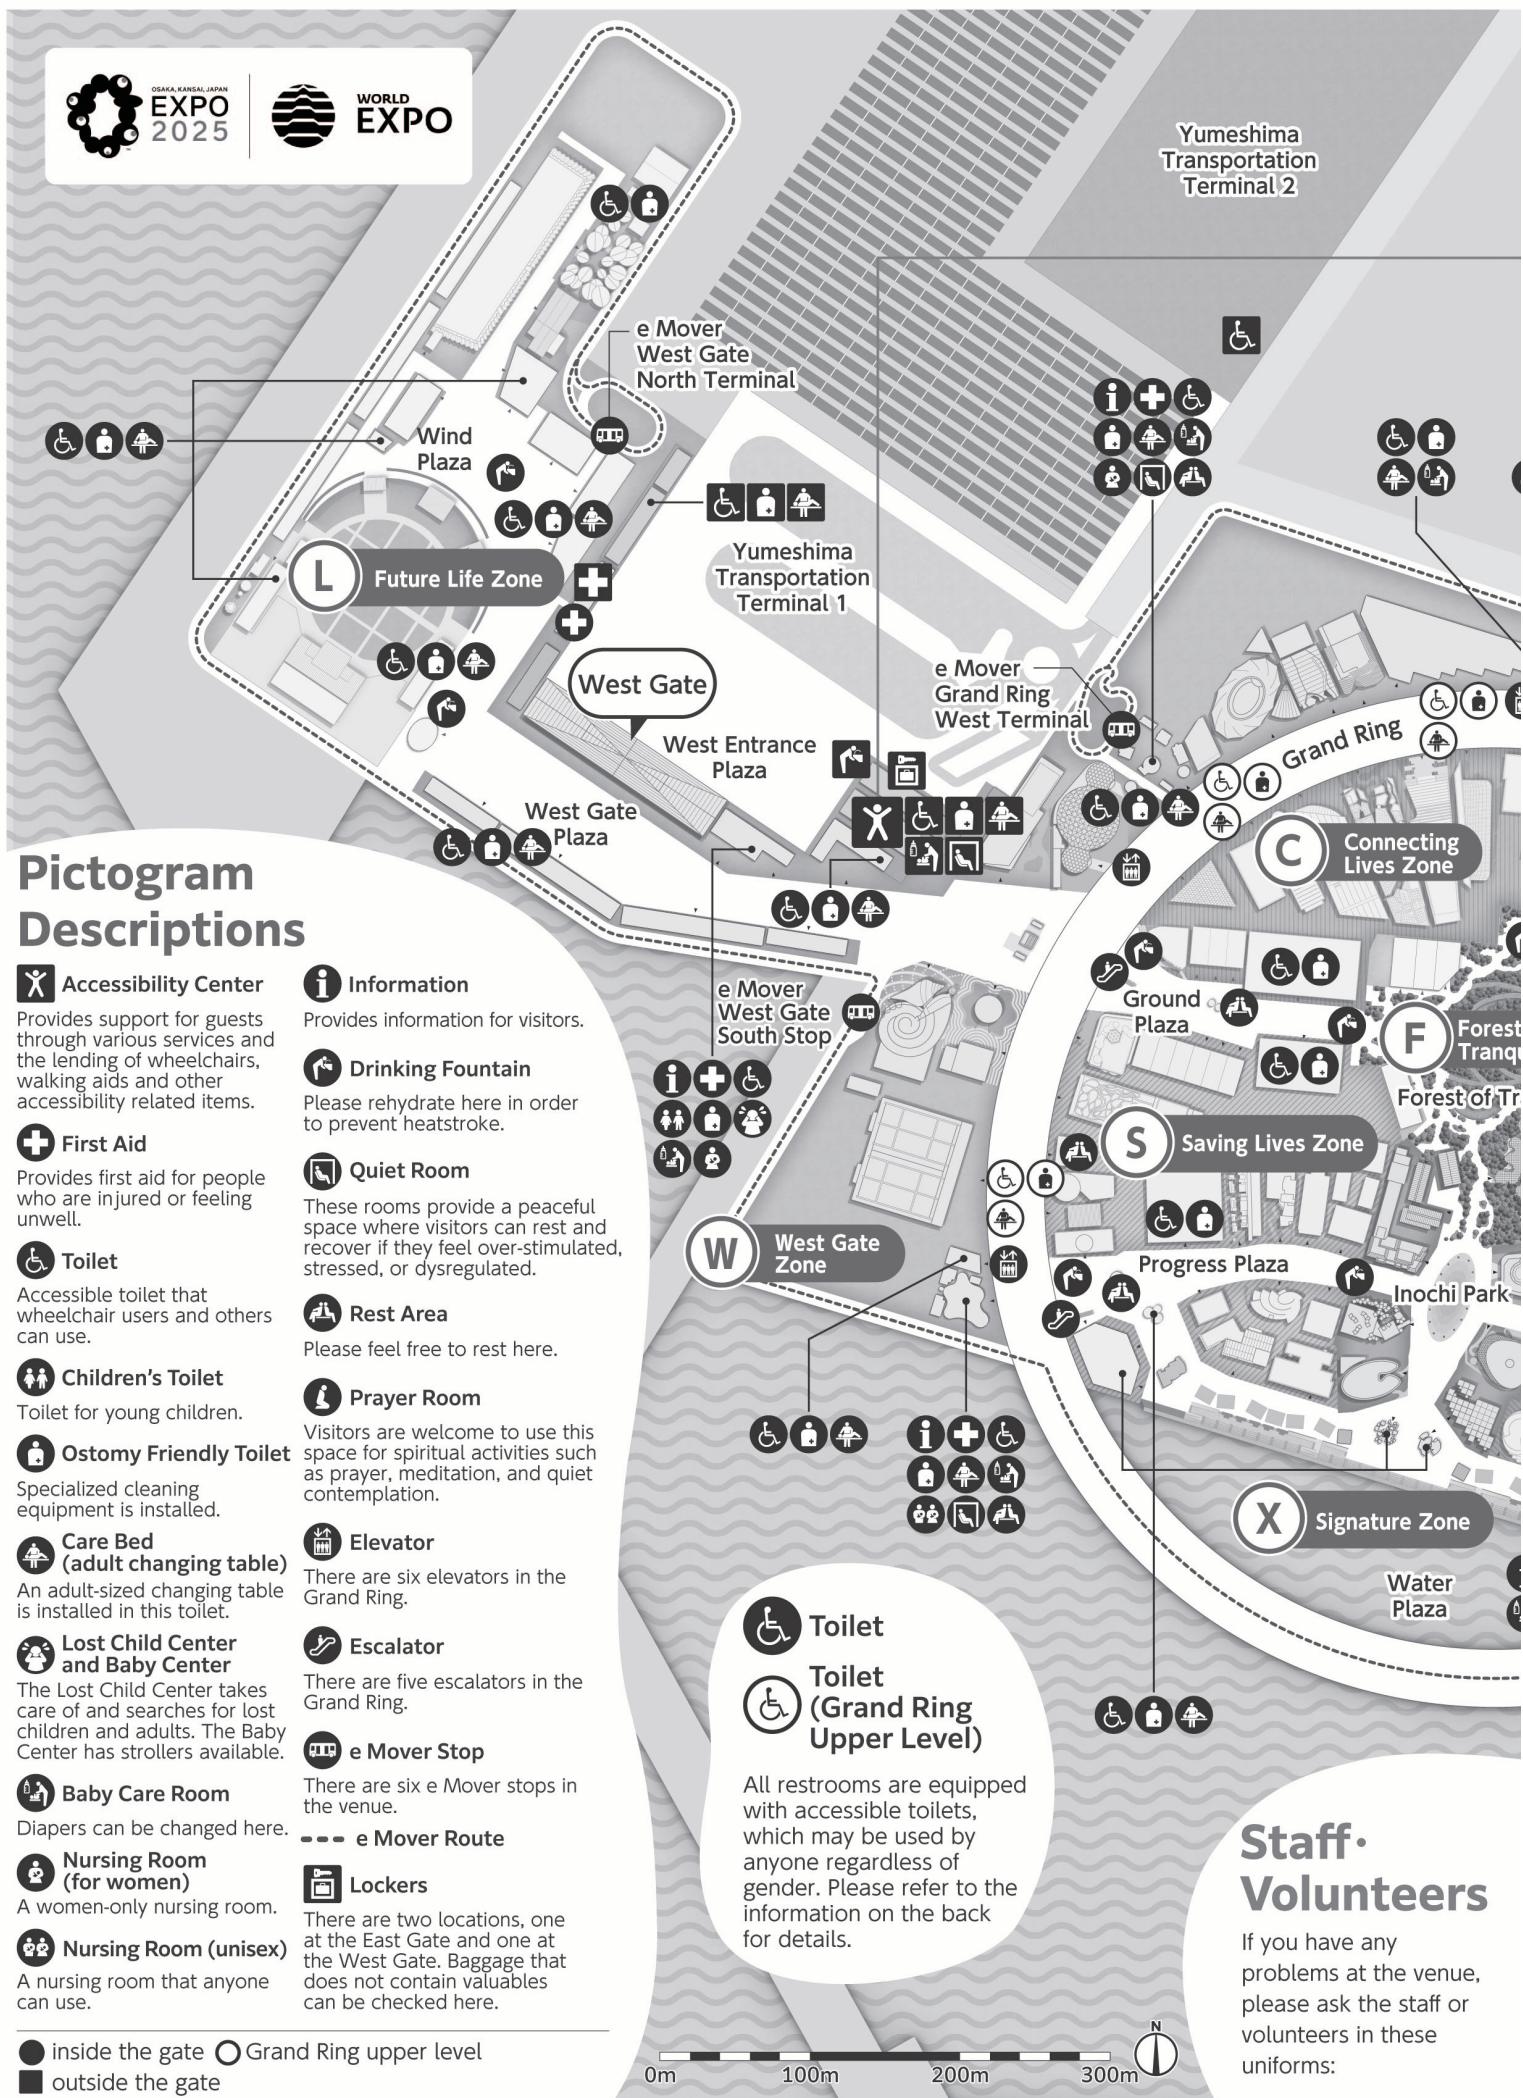 OSAKA, KANSAI, JAPAN
EXPO
2025
WORLD
EXPO
Yumeshima
Transportation
Terminal 2
e Mover
West Gate
North Terminal
Wind
Plaza
L
Future Life Zone
Yumeshima
Transportation
Terminal 1
West Gate
e Mover
Grand Ring
West Terminal
West Entrance
Plaza
Grand Ring
West Gate
Plaza
C
Connecting
Lives Zone
e Mover
West Gate
South Stop
Ground
Plaza
F
Forest
Forest of
S
Saving Lives Zone
W
West Gate
Zone
Progress Plaza
Inochi Park
X
Signature Zone
Water
Plaza
Pictogram
Descriptions
Accessibility Center
Provides support for guests
through various services and
the lending of wheelchairs,
walking aids and other
accessibility related items.
First Aid
Provides first aid for people
who are injured or feeling
unwell.
Toilet
Accessible toilet that
wheelchair users and others
can use.
Children's Toilet
Toilet for young children.
Ostomy Friendly Toilet
Specialized cleaning
equipment is installed.
Care Bed
(adult changing table)
An adult-sized changing table
is installed in this toilet.
Lost Child Center
and Baby Center
The Lost Child Center takes
care of and searches for lost
children and adults. The Baby
Center has strollers available.
Baby Care Room
Diapers can be changed here.
Nursing Room
(for women)
A women-only nursing room.
Nursing Room (unisex)
A nursing room that anyone
can use.
Information
Provides information for visitors.
Drinking Fountain
Please rehydrate here in order
to prevent heatstroke.
Quiet Room
These rooms provide a peaceful
space where visitors can rest and
recover if they feel over-stimulated,
stressed, or dysregulated.
Rest Area
Please feel free to rest here.
Prayer Room
Visitors are welcome to use this
space for spiritual activities such
as prayer, meditation, and quiet
contemplation.
Elevator
There are six elevators in the
Grand Ring.
Escalator
There are five escalators in the
Grand Ring.
e Mover Stop
There are six e Mover stops in
the venue.
e Mover Route
Lockers
There are two locations, one
at the East Gate and one at
the West Gate. Baggage that
does not contain valuables
can be checked here.
inside the gate
Grand Ring upper level
outside the gate
Toilet
Toilet
(Grand Ring
Upper Level)
All restrooms are equipped
with accessible toilets,
which may be used by
anyone regardless of
gender. Please refer to the
information on the back
for details.
N
0m 100m 200m 300m
Staff・
Volunteers
If you have any
problems at the venue,
please ask the staff or
volunteers in these
uniforms: